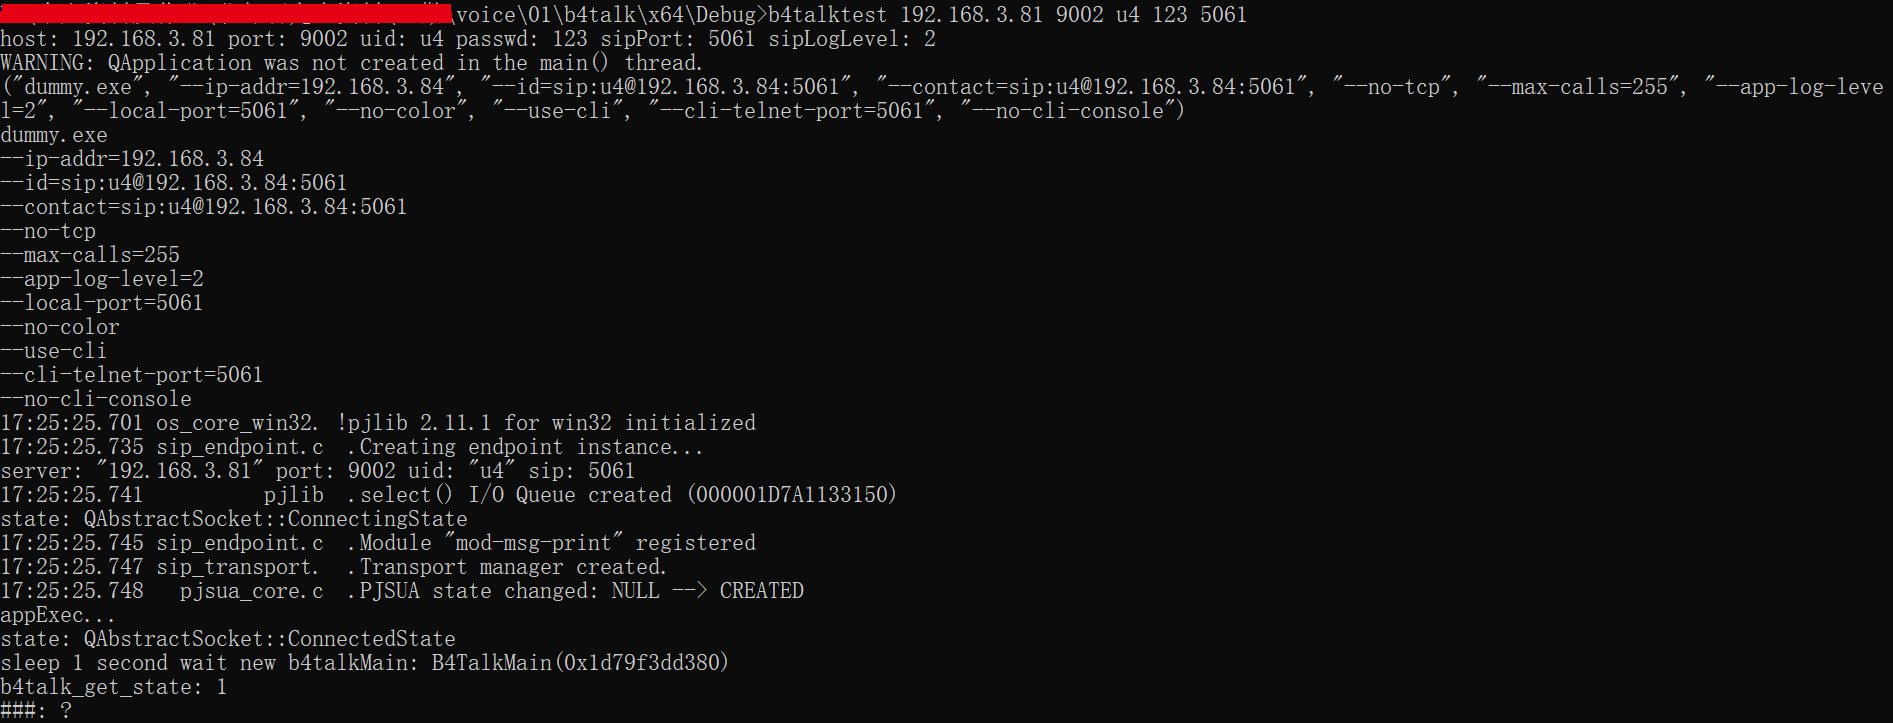 \voice\01\b4talk\x64\Debug>b4talktest 192.168.3.81 9002 u4 123 5061
host: 192.168.3.81 port: 9002 uid: u4 passwd: 123 sipPort: 5061 sipLogLevel: 2
WARNING: QApplication was not created in the main() thread.
("dummy.exe", "--ip-addr=192.168.3.84", "--id=sip:u4@192.168.3.84:5061", "--contact=sip:u4@192.168.3.84:5061", "--no-tcp", "--max-calls=255", "--app-log-leve
l=2", "--local-port=5061", "--no-color", "--use-cli", "--cli-telnet-port=5061", "--no-cli-console")
dummy.exe
--ip-addr=192.168.3.84
--id=sip:u4@192.168.3.84:5061
--contact=sip:u4@192.168.3.84:5061
--no-tcp
--max-calls=255
--app-log-level=2
--local-port=5061
--no-color
--use-cli
--cli-telnet-port=5061
--no-cli-console
17:25:25.701 os_core_win32. !pjlib 2.11.1 for win32 initialized
17:25:25.735 sip_endpoint.c  .Creating endpoint instance...
server: "192.168.3.81" port: 9002 uid: "u4" sip: 5061
17:25:25.741          pjlib  .select() I/O Queue created (000001D7A1133150)
state: QAbstractSocket::ConnectingState
17:25:25.745 sip_endpoint.c  .Module "mod-msg-print" registered
17:25:25.747 sip_transport.  .Transport manager created.
17:25:25.748   pjsua_core.c  .PJSUA state changed: NULL --> CREATED
appExec...
state: QAbstractSocket::ConnectedState
sleep 1 second wait new b4talkMain: B4TalkMain(0x1d79f3dd380)
b4talk_get_state: 1
###: ?